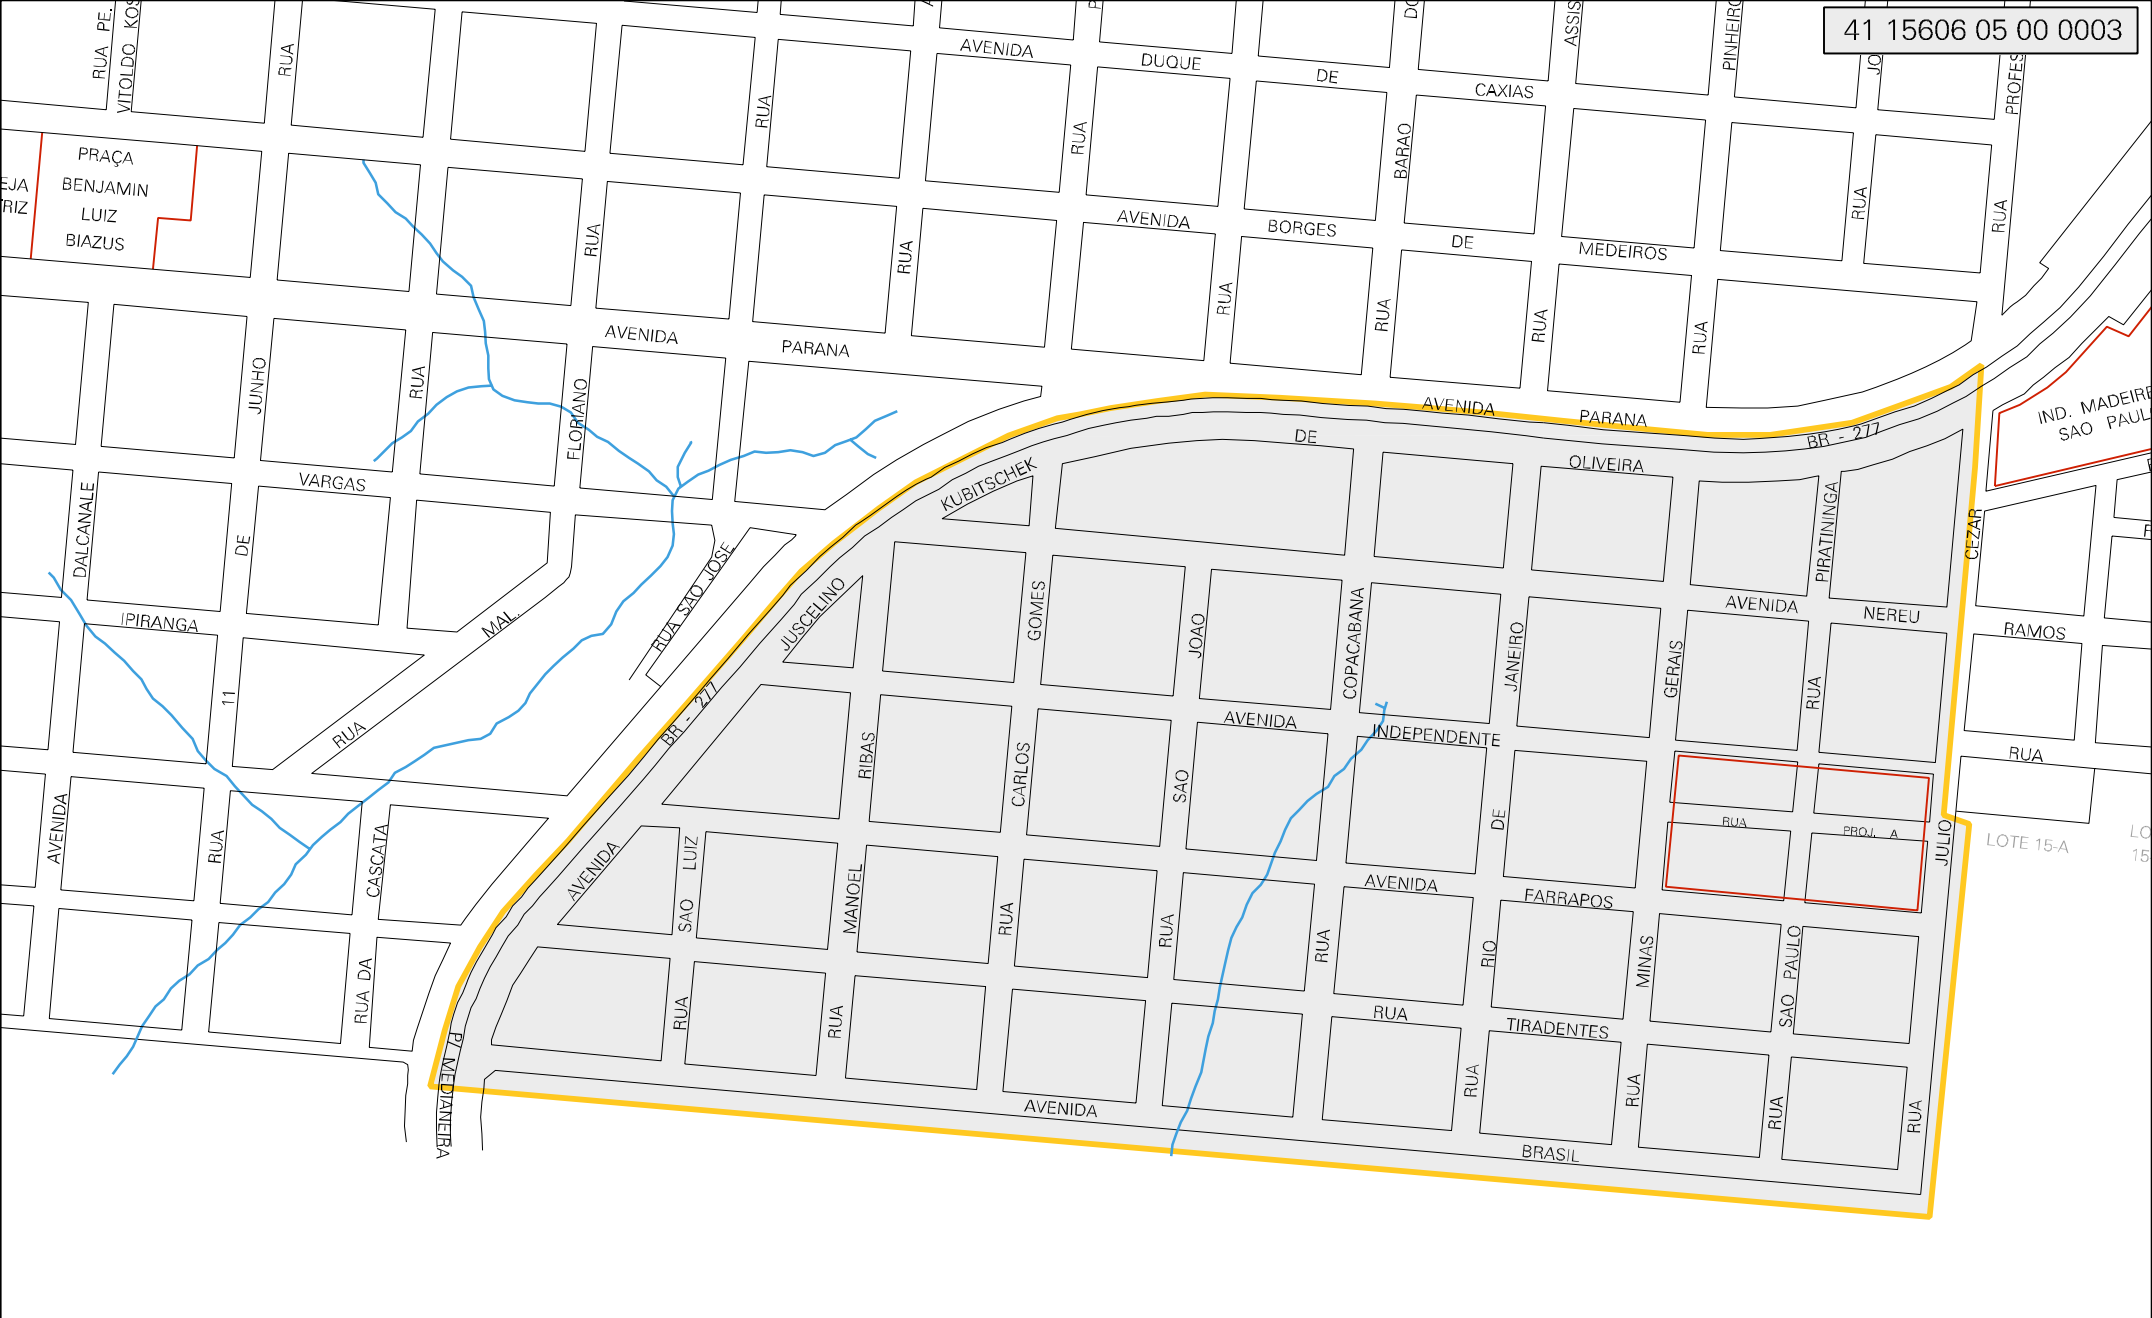 41 15606 05 00 0003
RUA PE.
VITOLDO KOS
RUA
ASSIS
PINHEIRO
PROFES
AVENIDA
DUQUE
DE
CAXIAS
RUA
RUA
BARAO
RUA
RUA
PRAÇA
BENJAMIN
LUIZ
BIAZUS
EJA
RIZ
AVENIDA
BORGES
DE
MEDEIROS
RUA
RUA
RUA
RUA
RUA
RUA
AVENIDA
PARANA
JUNHO
RUA
FLORIANO
AVENIDA
PARANA
BR - 277
IND. MADEIRE
SAO PAUL
DE
OLIVEIRA
KUBITSCHEK
VARGAS
DALCANALE
DE
PIRATININGA
CEZAR
RUA SAO JOSE
JUSCELINO
GOMES
JOAO
COPACABANA
JANEIRO
GERAIS
AVENIDA
NEREU
RAMOS
IPIRANGA
MAL.
11
RUA
RUA
BR - 277
AVENIDA
INDEPENDENTE
RUA
RIBAS
CARLOS
SAO
DE
RUA
PROJ. A
JULIO
LOTE 15-A
LO
15-
AVENIDA
RUA
CASCATA
AVENIDA
LUIZ
SAO
MANOEL
RUA
RUA
RUA
AVENIDA
FARRAPOS
RIO
MINAS
SAO PAULO
RUA DA
RUA
RUA
RUA
TIRADENTES
P/ MEDIANEIRA
RUA
RUA
RUA
RUA
AVENIDA
BRASIL